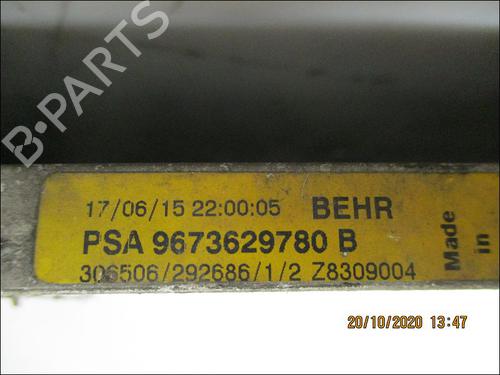 B-PARTS
17/06/15 22:00:05 BEHR
PSA 9673629780 B
306506/292686/1/2 Z8309004
Made
in
20/10/2020 13:47